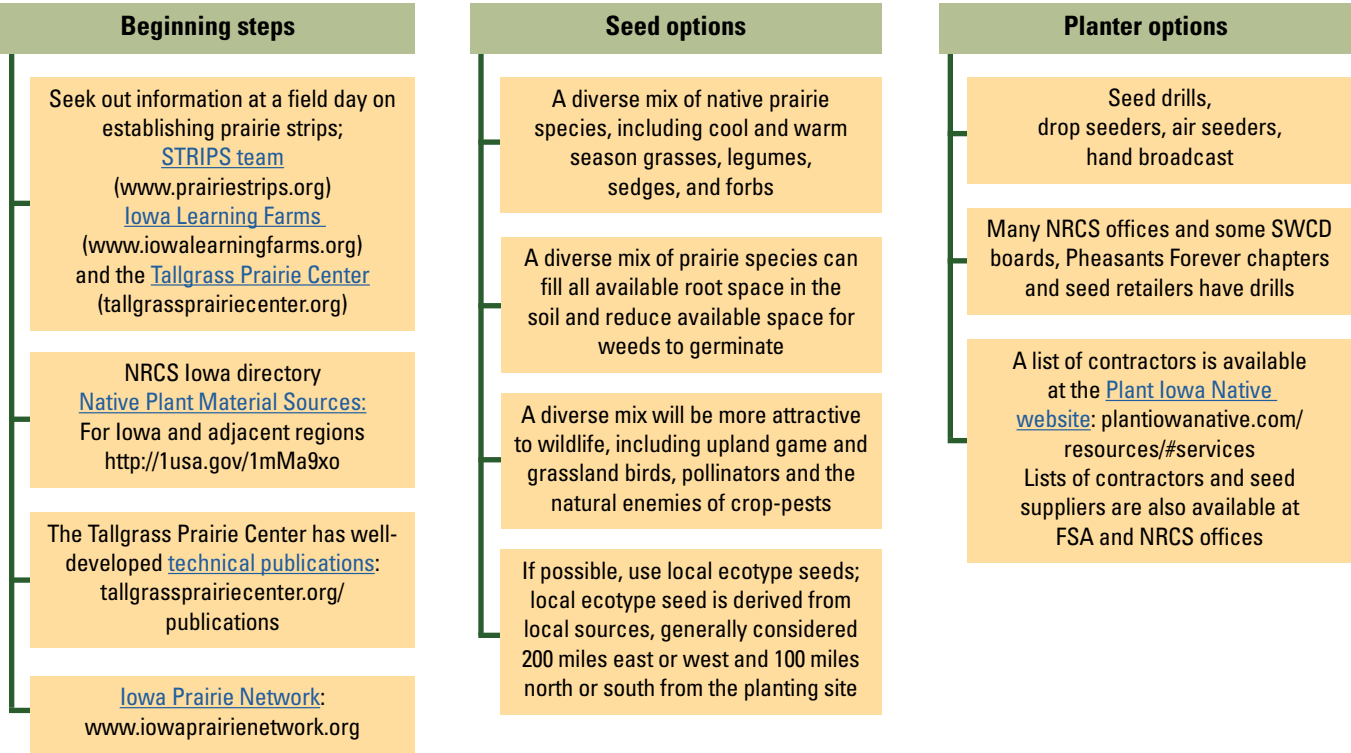 Beginning steps
Seek out information at a field day on
establishing prairie strips;
STRIPS team
(www.prairiestrips.org)
Iowa Learning Farms
(www.iowalearningfarms.org)
and the Tallgrass Prairie Center
(tallgrassprairiecenter.org)
NRCS Iowa directory
Native Plant Material Sources:
For Iowa and adjacent regions
http://1usa.gov/1mMa9xo
The Tallgrass Prairie Center has well-
developed technical publications:
tallgrassprairiecenter.org/
publications
Iowa Prairie Network:
www.iowaprairienetwork.org
Seed options
A diverse mix of native prairie
species, including cool and warm
season grasses, legumes,
sedges, and forbs
A diverse mix of prairie species can
fill all available root space in the
soil and reduce available space for
weeds to germinate
A diverse mix will be more attractive
to wildlife, including upland game and
grassland birds, pollinators and the
natural enemies of crop-pests
If possible, use local ecotype seeds;
local ecotype seed is derived from
local sources, generally considered
200 miles east or west and 100 miles
north or south from the planting site
Planter options
Seed drills,
drop seeders, air seeders,
hand broadcast
Many NRCS offices and some SWCD
boards, Pheasants Forever chapters
and seed retailers have drills
A list of contractors is available
at the Plant Iowa Native
website: plantiowanative.com/
resources/#services
Lists of contractors and seed
suppliers are also available at
FSA and NRCS offices